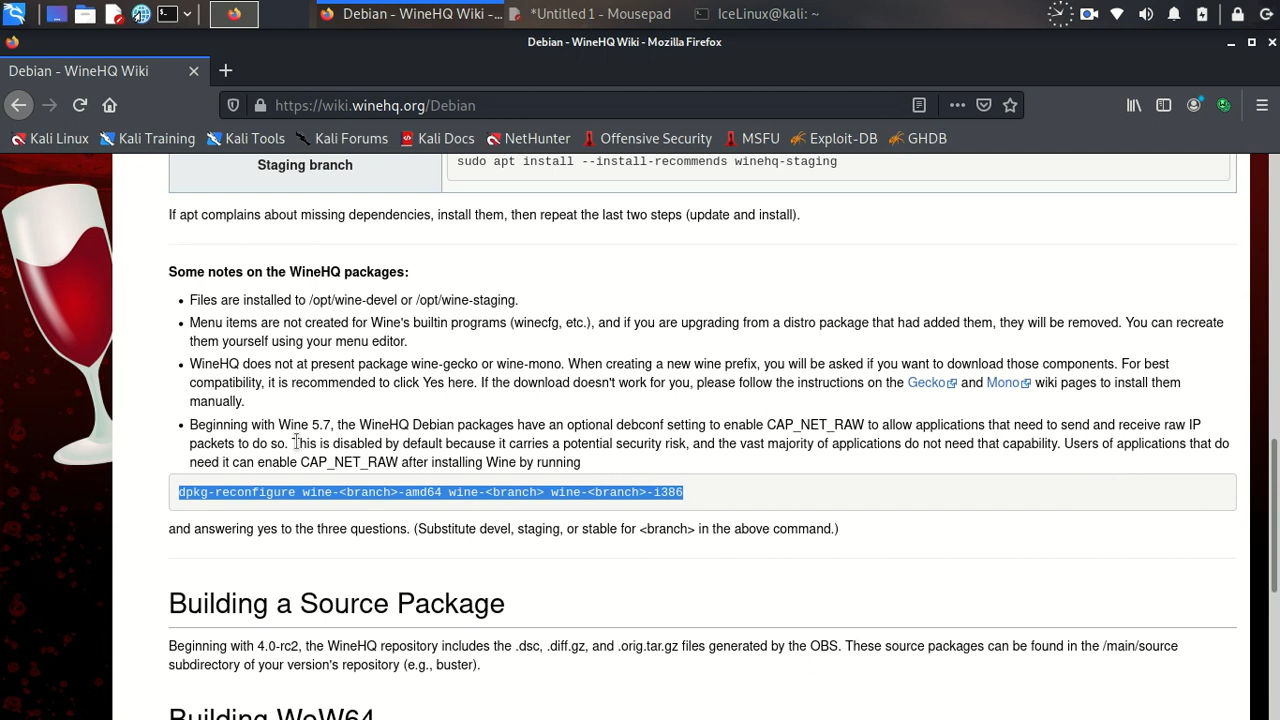 Debian - WineHQ Wiki -...
*Untitled1 - Mousepad
IceLinux@kali: ~
Debian - WineHQ Wiki - Mozilla Firefox
Debian - WineHQ Wiki
https://wiki.winehq.org/Debian
Kali Linux
Kali Training
Kali Tools
Kali Forums
Kali Docs
NetHunter
Offensive Security
MSFU
Exploit-DB
GHDB
Staging branch
sudo apt install --install-recommends winehq-staging
If apt complains about missing dependencies, install them, then repeat the last two steps (update and install).
Some notes on the WineHQ packages:
• Files are installed to /opt/wine-devel or /opt/wine-staging.
• Menu items are not created for Wine's builtin programs (winecfg, etc.), and if you are upgrading from a distro package that had added them, they will be removed. You can recreate
them yourself using your menu editor.
• WineHQ does not at present package wine-gecko or wine-mono. When creating a new wine prefix, you will be asked if you want to download those components. For best
compatibility, it is recommended to click Yes here. If the download doesn't work for you, please follow the instructions on the Gecko and Mono wiki pages to install them
manually.
• Beginning with Wine 5.7, the WineHQ Debian packages have an optional debconf setting to enable CAP_NET_RAW to allow applications that need to send and receive raw IP
packets to do so. This is disabled by default because it carries a potential security risk, and the vast majority of applications do not need that capability. Users of applications that do
need it can enable CAP_NET_RAW after installing Wine by running
dpkg-reconfigure wine-<branch>-amd64 wine-<branch> wine-<branch>-i386
and answering yes to the three questions. (Substitute devel, staging, or stable for <branch> in the above command.)
Building a Source Package
Beginning with 4.0-rc2, the WineHQ repository includes the .dsc, .diff.gz, and .orig.tar.gz files generated by the OBS. These source packages can be found in the /main/source
subdirectory of your version's repository (e.g., buster).
Building WoW64